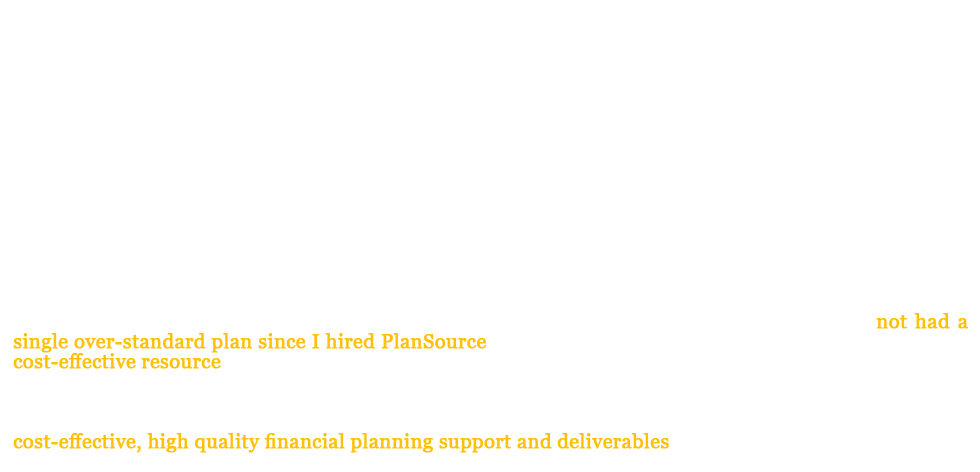 not had a
single over-standard plan since I hired PlanSource
cost-effective resource
cost-effective, high quality financial planning support and deliverables